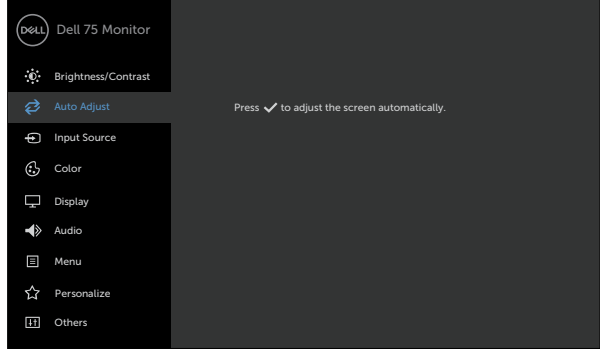 DELL Dell 75 Monitor
Brightness/Contrast
Auto Adjust
Press ✓ to adjust the screen automatically.
Input Source
Color
Display
Audio
Menu
Personalize
Others